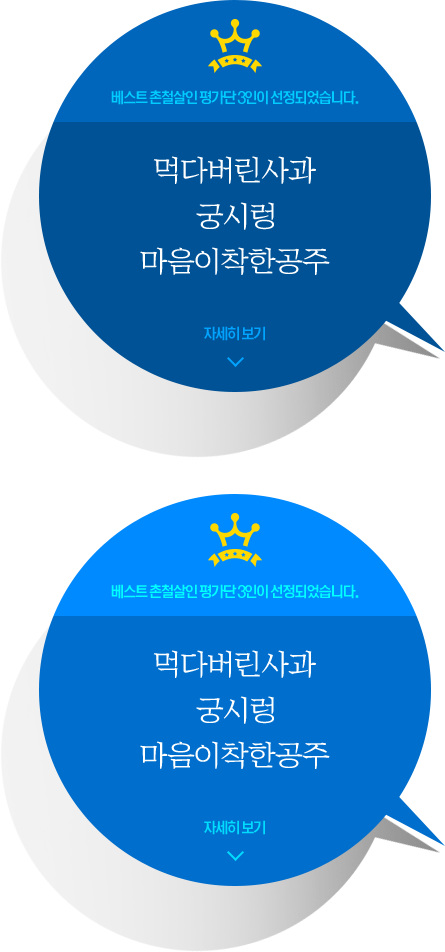 베스트 촌철살인 평가단 3인이 선정되었습니다.
먹다버린사과
궁시렁
마음이착한공주
자세히 보기
베스트 촌철살인 평가단 3인이 선정되었습니다.
먹다버린사과
궁시렁
마음이착한공주
자세히 보기